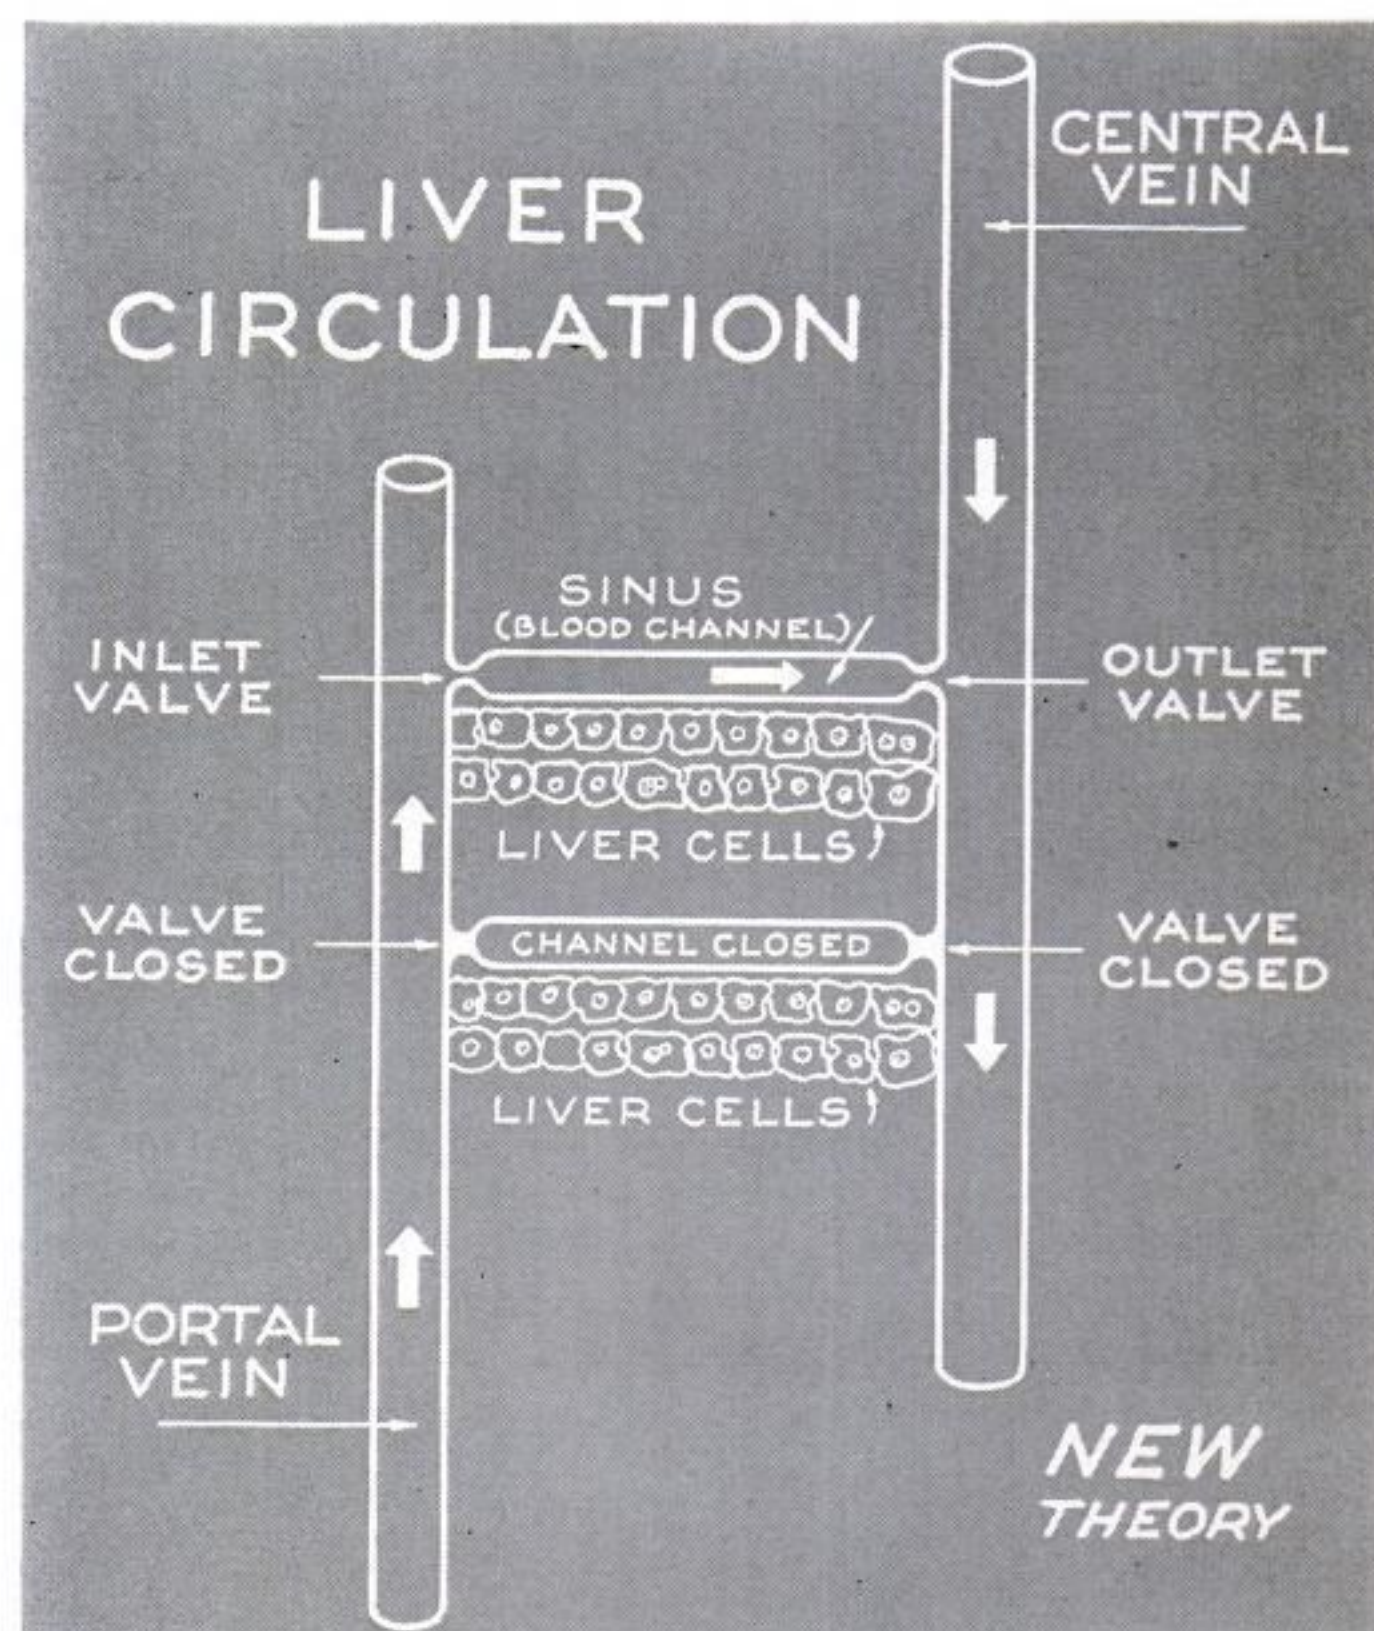 LIVER
CIRCULATION
CENTRAL
VEIN
SINUS
(BLOOD CHANNEL)
INLET
VALVE
OUTLET
VALVE
LIVER CELLS
VALVE
CLOSED
CHANNEL CLOSED
VALVE
CLOSED
LIVER CELLS
PORTAL
VEIN
NEW
THEORY